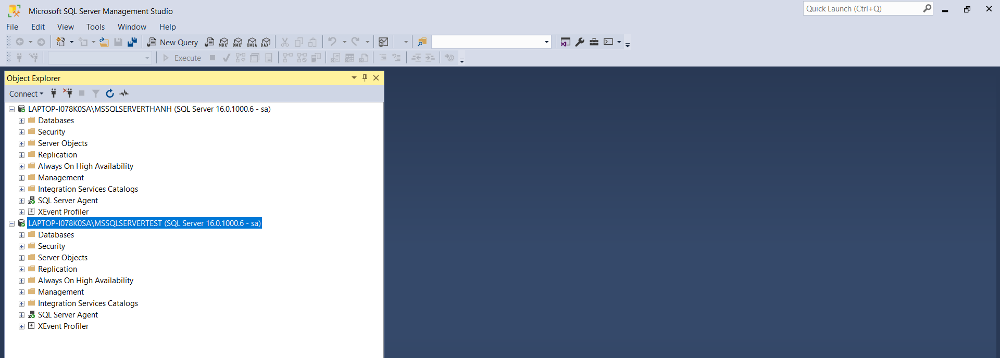 Microsoft SQL Server Management Studio
Quick Launch (Ctrl+Q)
File Edit View Tools Window Help
New Query MDX DMX XMLA DAX
Execute
Object Explorer
Connect
LAPTOP-I078K0SA\MSSQLSERVERTHANH (SQL Server 16.0.1000.6 - sa)
Databases
Security
Server Objects
Replication
Always On High Availability
Management
Integration Services Catalogs
SQL Server Agent
XEvent Profiler
LAPTOP-I078K0SA\MSSQLSERVERTEST (SQL Server 16.0.1000.6 - sa)
Databases
Security
Server Objects
Replication
Always On High Availability
Management
Integration Services Catalogs
SQL Server Agent
XEvent Profiler